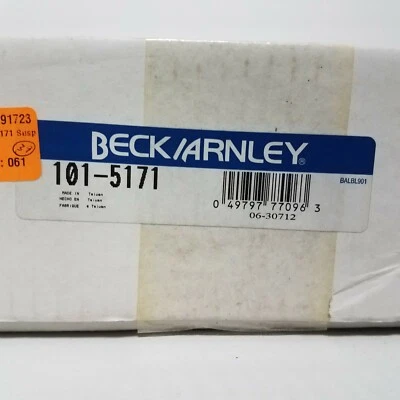 91723
171 Susp
: 061
BECK/ARNLEY®
101-5171
BALBL901
MADE IN Taiwan
HECHO EN Taiwan
FABRIQUE a Taiwan
0 49797 77096 3
06-30712